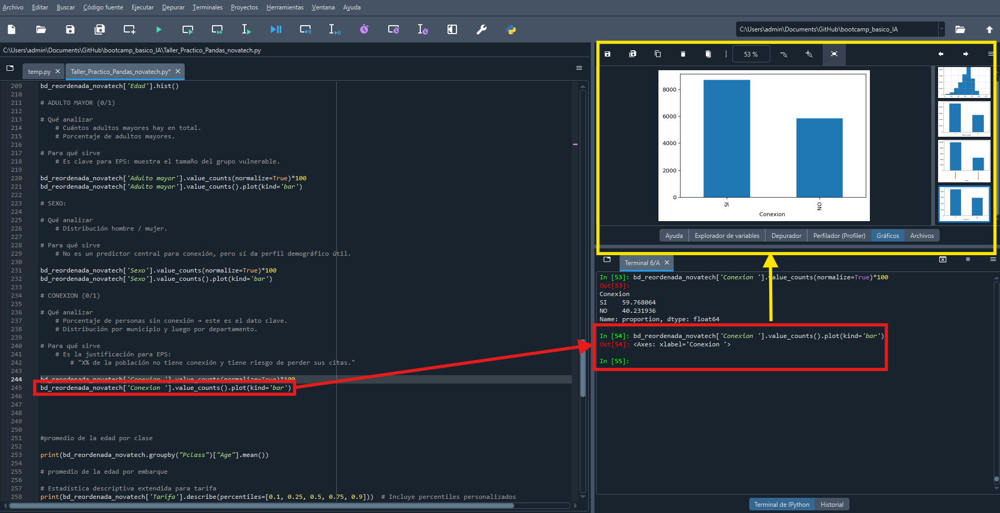 Archivo Editar Buscar Código fuente Ejecutar Depurar Terminales Proyectos Herramientas Ventana Ayuda
C:\Users\admin\Documents\GitHub\bootcamp_basico_IA
C:\Users\admin\Documents\GitHub\bootcamp_basico_IA\Taller_Practico_Pandas_novatech.py
temp.py
Taller_Practico_Pandas_novatech.py*
209 bd_reordenada_novatech['Edad'].hist()
210
211 # ADULTO MAYOR (0/1)
212
213 # Qué analizar
214     # Cuántos adultos mayores hay en total.
215     # Porcentaje de adultos mayores.
216
217 # Para qué sirve
218     # Es clave para EPS: muestra el tamaño del grupo vulnerable.
219
220 bd_reordenada_novatech['Adulto mayor'].value_counts(normalize=True)*100
221 bd_reordenada_novatech['Adulto mayor'].value_counts().plot(kind='bar')
222
223 # SEXO:
224
225 # Qué analizar
226     # Distribución hombre / mujer.
227
228 # Para qué sirve
229     # No es un predictor central para conexión, pero sí da perfil demográfico útil.
230
231 bd_reordenada_novatech['Sexo'].value_counts(normalize=True)*100
232 bd_reordenada_novatech['Sexo'].value_counts().plot(kind='bar')
233
234 # CONEXION (0/1)
235
236 # Qué analizar
237     # Porcentaje de personas sin conexión → este es el dato clave.
238     # Distribución por municipio y luego por departamento.
239
240 # Para qué sirve
241     # Es la justificación para EPS:
242         # "X% de la población no tiene conexión y tiene riesgo de perder sus citas."
243
244 bd_reordenada_novatech['Conexion '].value_counts(normalize=True)*100
245 bd_reordenada_novatech['Conexion '].value_counts().plot(kind='bar')
246
247
248
249
250
251 #promedio de la edad por clase
252
253 print(bd_reordenada_novatech.groupby("Pclass")["Age"].mean())
254
255 # promedio de la edad por embarque
256
257 # Estadística descriptiva extendida para tarifa
258 print(bd_reordenada_novatech['Tarifa'].describe(percentiles=[0.1, 0.25, 0.5, 0.75, 0.9]))  # Incluye percentiles personalizados
53 %
8000
6000
4000
2000
0
SI
NO
Conexion
Ayuda Explorador de variables Depurador Perfilador (Profiler) Gráficos Archivos
Terminal 6/A
In [53]: bd_reordenada_novatech['Conexion '].value_counts(normalize=True)*100
Out[53]:
Conexion
SI    59.768064
NO    40.231936
Name: proportion, dtype: float64
In [54]: bd_reordenada_novatech['Conexion '].value_counts().plot(kind='bar')
Out[54]: <Axes: xlabel='Conexion '>
In [55]:
Terminal de IPython Historial